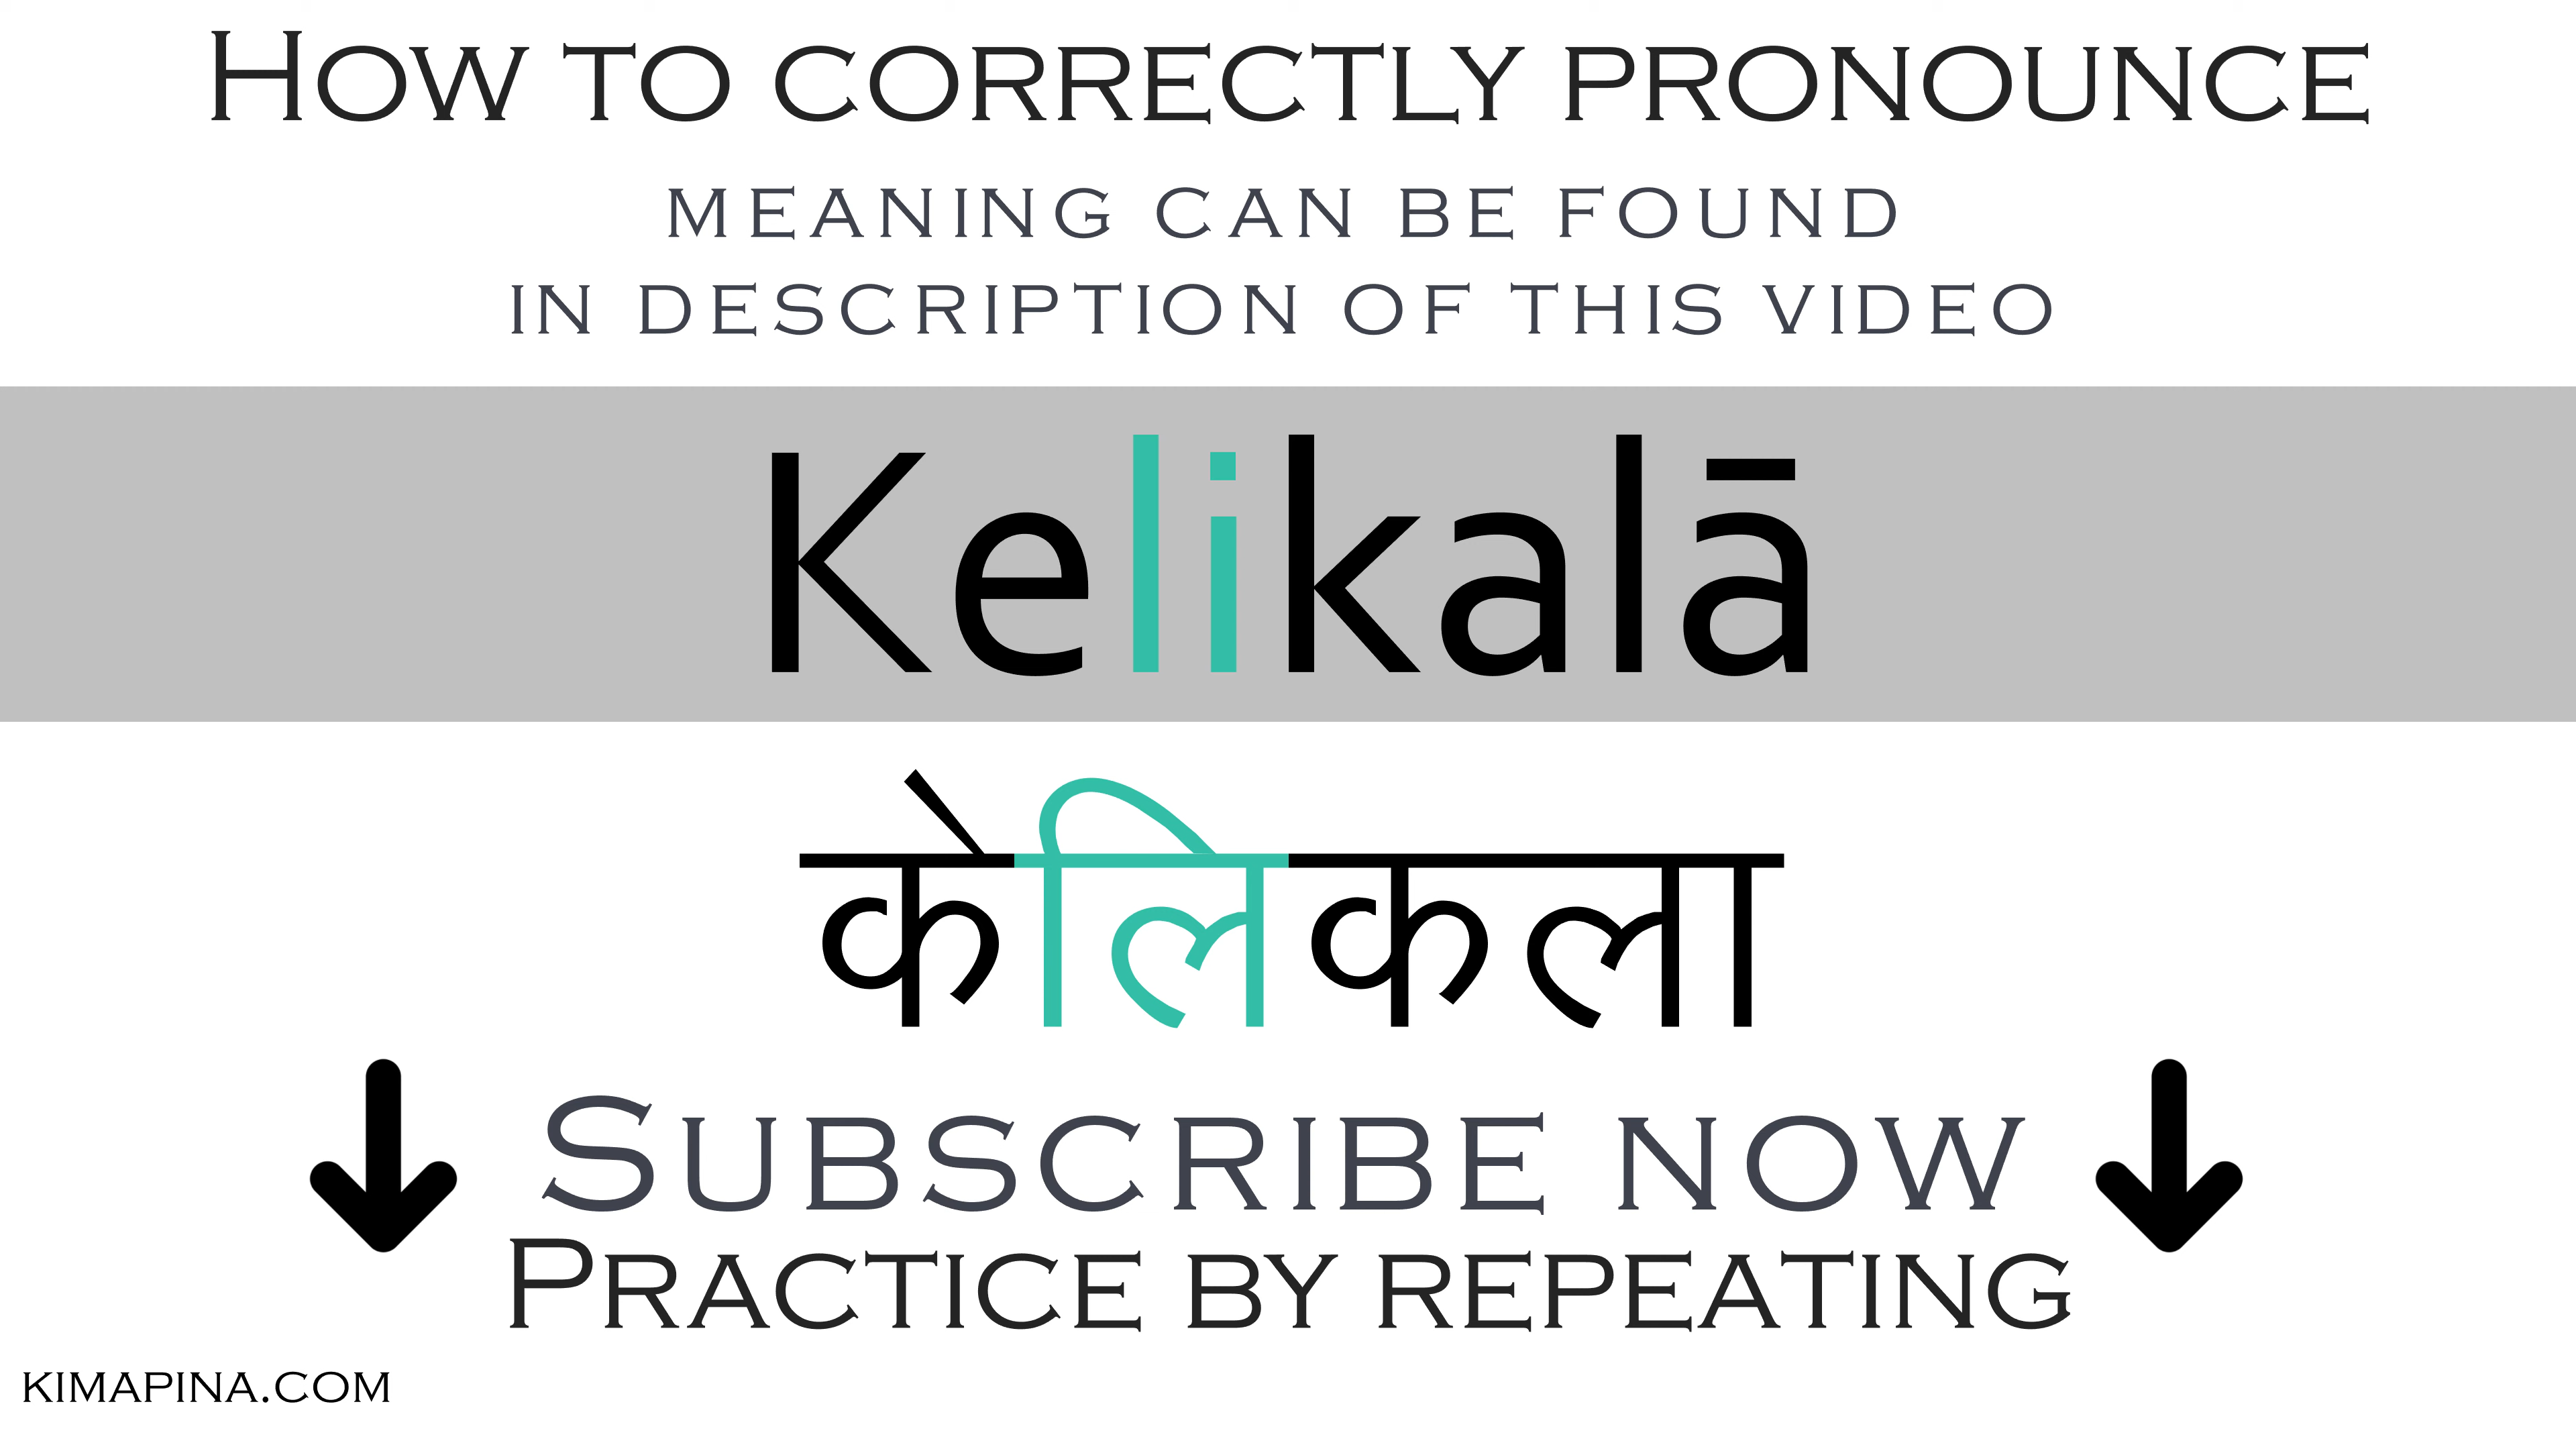 How to correctly pronounce
meaning can be found
in description of this video
Kelikalā
केलिकला
Subscribe now
Practice by repeating
kimapina.com